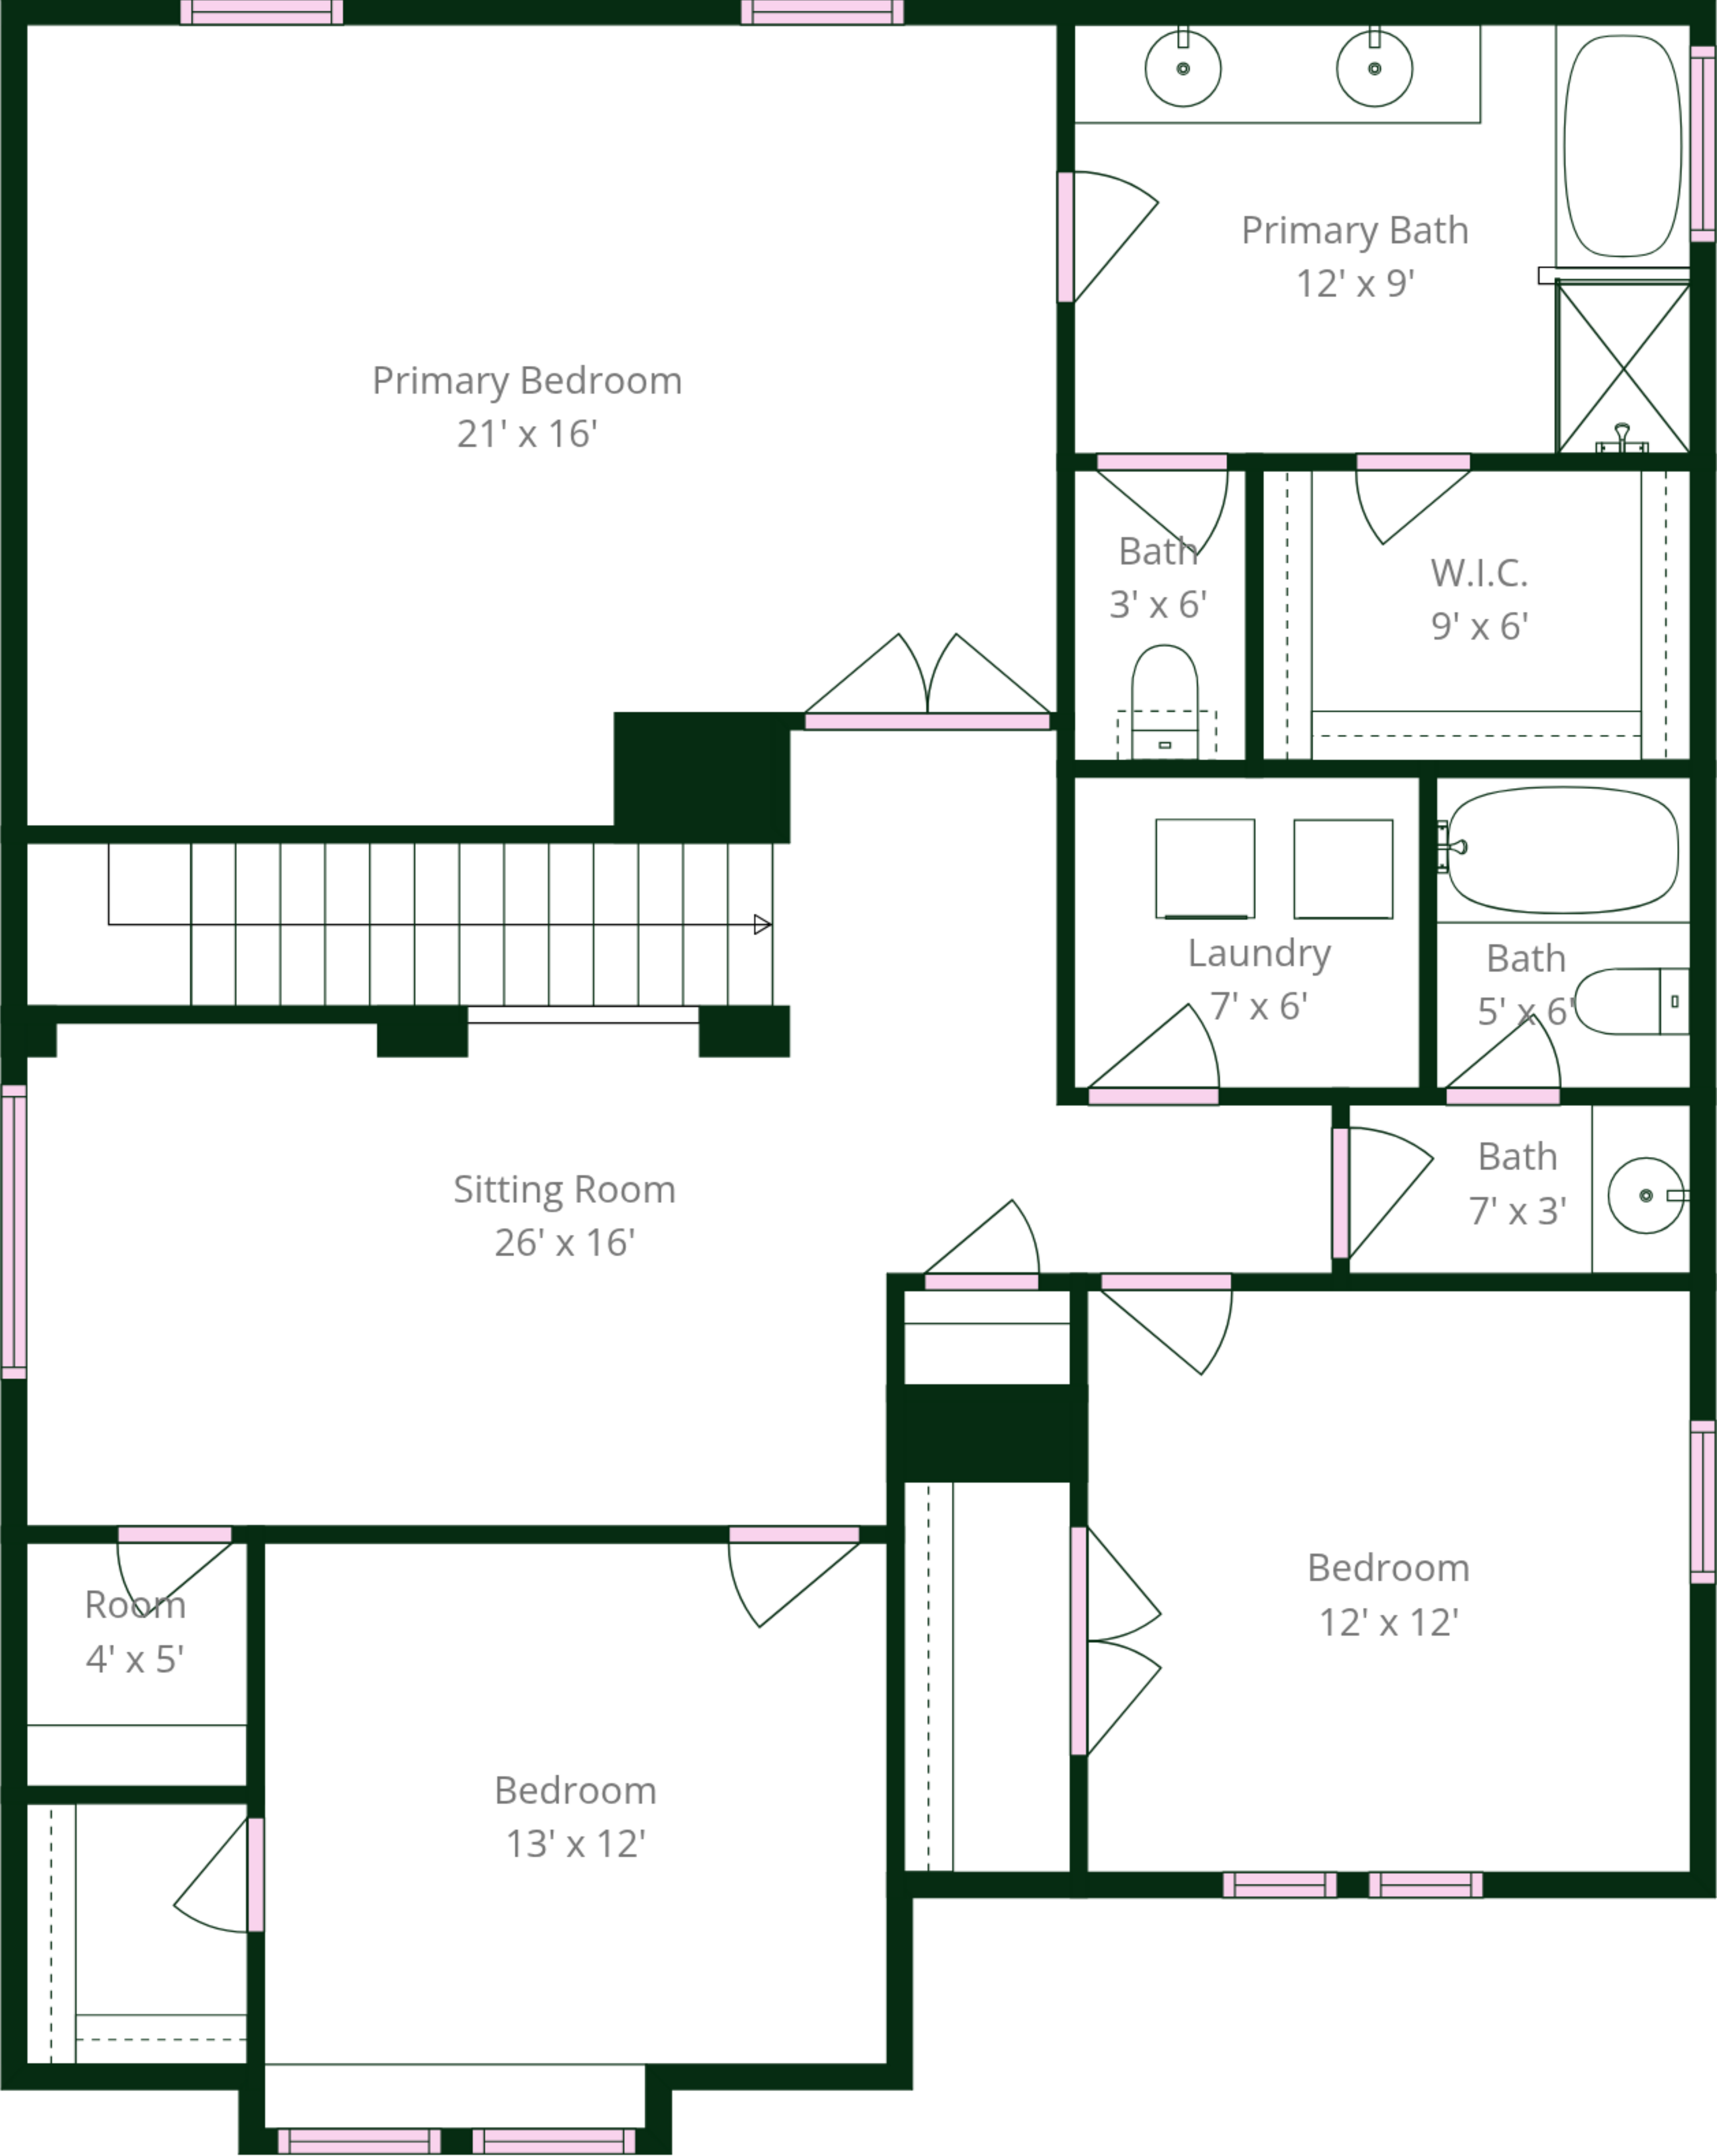 Primary Bath
12' x 9'
Primary Bedroom
21' x 16'
Bath
3' x 6'
W.I.C.
9' x 6'
Laundry
7' x 6'
Bath
5' x 6'
Bath
7' x 3'
Sitting Room
26' x 16'
Bedroom
12' x 12'
Room
4' x 5'
Bedroom
13' x 12'